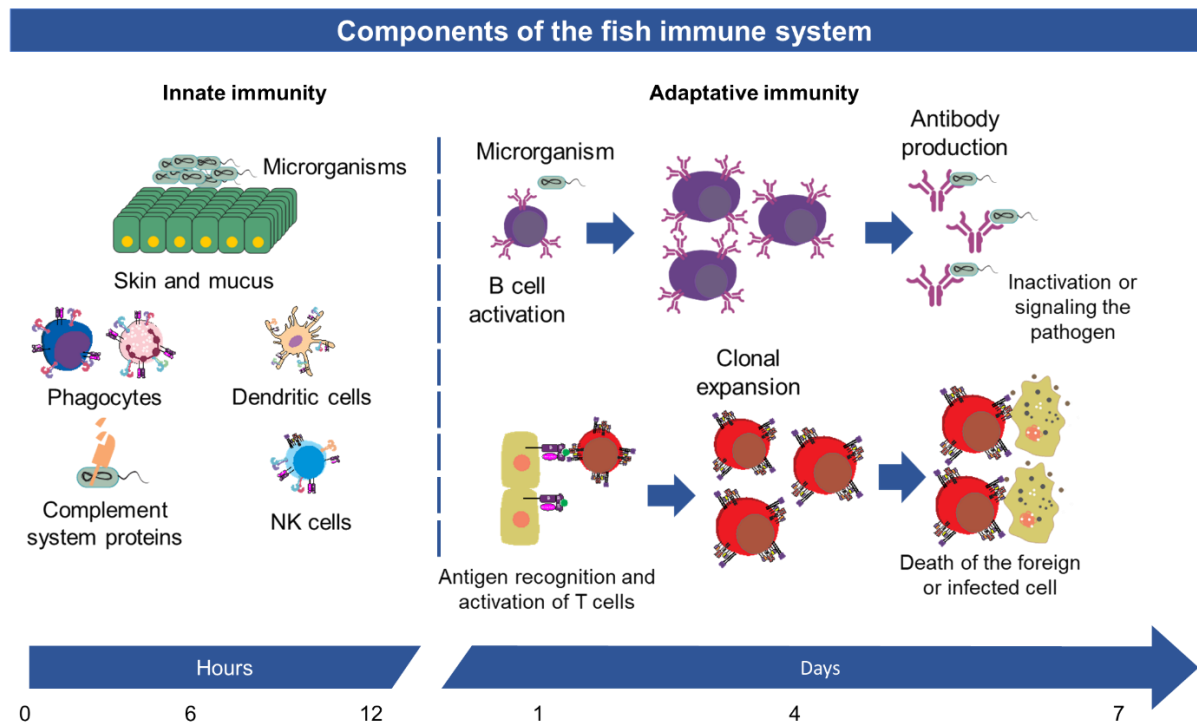 Components of the fish immune system
Innate immunity
Microrganisms
Skin and mucus
Phagocytes
Dendritic cells
Complement
system proteins
NK cells
Adaptative immunity
Microrganism
B cell
activation
Antibody
production
Inactivation or
signaling the
pathogen
Clonal
expansion
Antigen recognition and
activation of T cells
Death of the foreign
or infected cell
Hours
Days
0
6
12
1
4
7